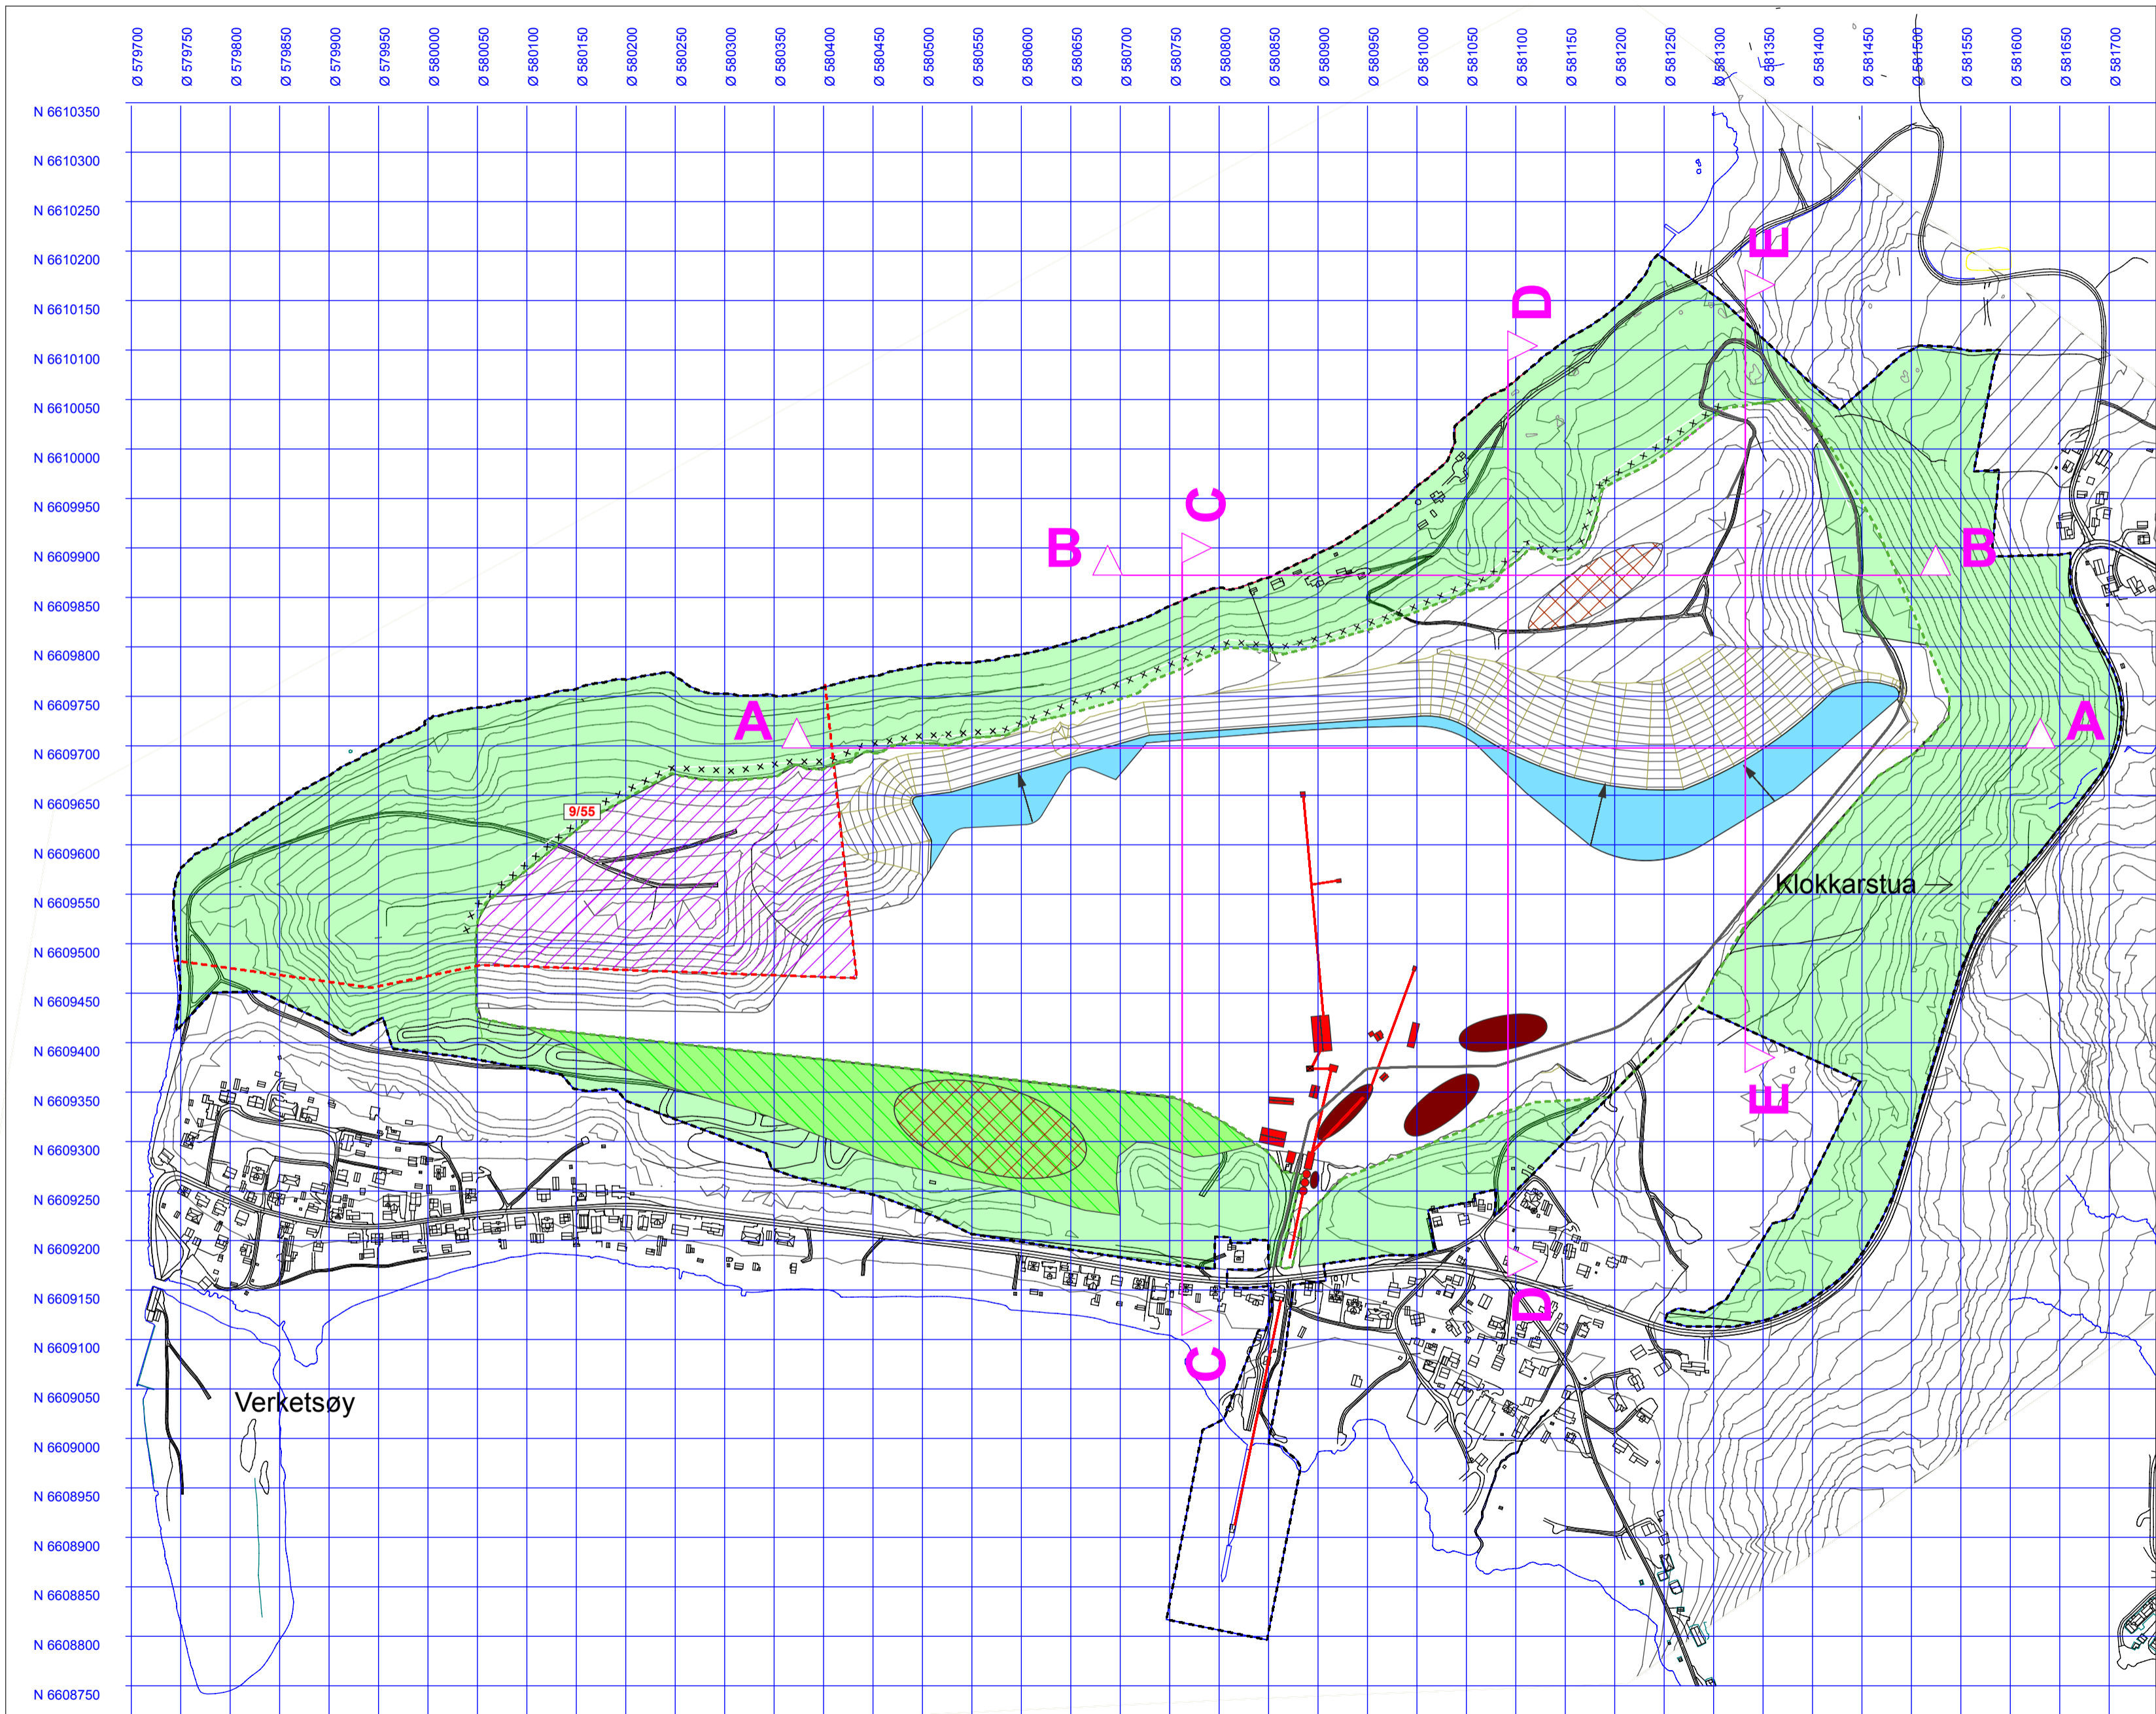 Ø 579700
Ø 579750
Ø 579800
Ø 579850
Ø 579900
Ø 579950
Ø 580000
Ø 580050
Ø 580100
Ø 580150
Ø 580200
Ø 580250
Ø 580300
Ø 580350
Ø 580400
Ø 580450
Ø 580500
Ø 580550
Ø 580600
Ø 580650
Ø 580700
Ø 580750
Ø 580800
Ø 580850
Ø 580900
Ø 580950
Ø 581000
Ø 581050
Ø 581100
Ø 581150
Ø 581200
Ø 581250
Ø 581300
Ø 581350
Ø 581400
Ø 581450
Ø 581500
Ø 581550
Ø 581600
Ø 581650
Ø 581700
N 6610350
N 6610300
N 6610250
N 6610200
E
N 6610150
D
N 6610100
N 6610050
N 6610000
N 6609950
C
N 6609900
B
B
N 6609850
N 6609800
N 6609750
A
A
N 6609700
N 6609650
9/55
N 6609600
N 6609550
Klokkarstua
N 6609500
N 6609450
N 6609400
N 6609350
E
N 6609300
N 6609250
N 6609200
N 6609150
D
N 6609100
C
N 6609050
Verketsøy
N 6609000
N 6608950
N 6608900
N 6608850
N 6608800
N 6608750